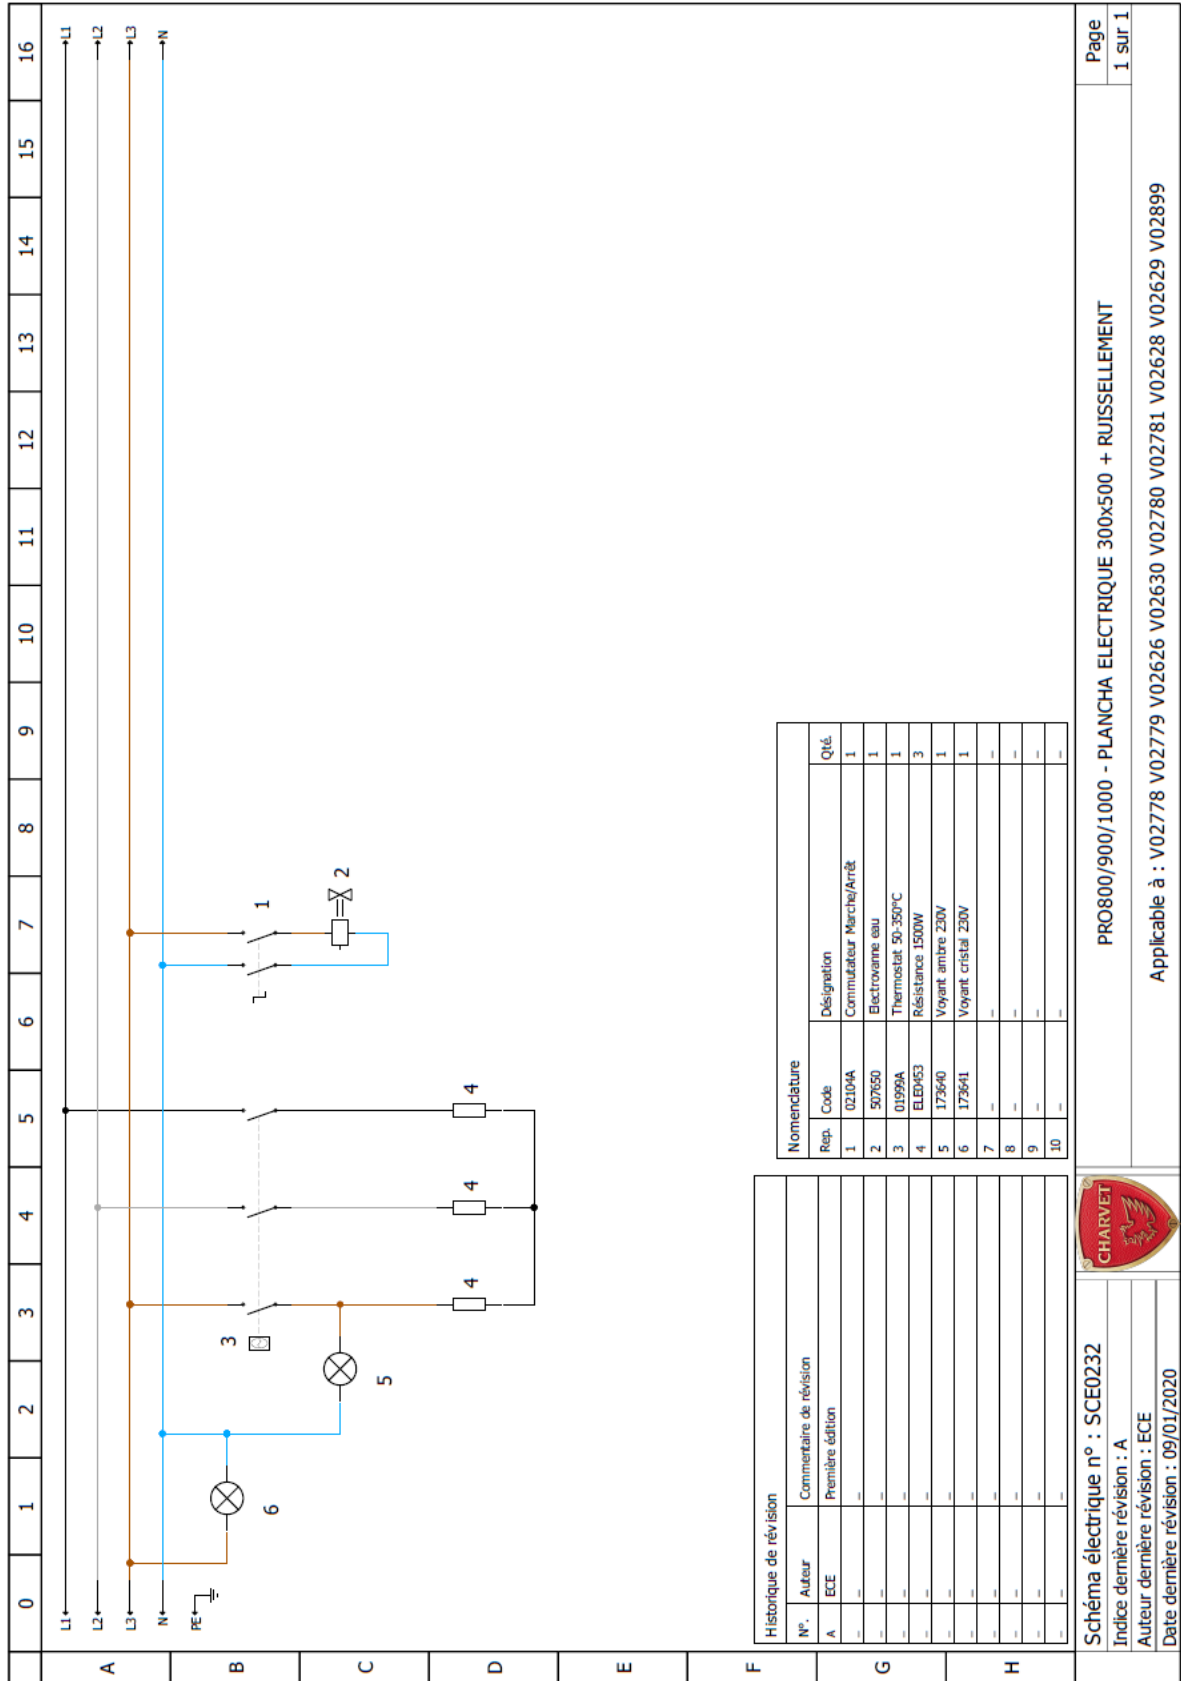 0 1 2 3 4 5 6 7 8 9 10 11 12 13 14 15 16
A
B
C
D
E
F
G
H
L1 L1
L2 L2
L3 L3
N N
PE
6
5
3
4
4
4
1
2
Historique de révision
N°. Auteur Commentaire de révision
A ECE Première édition
– – –
– – –
– – –
– – –
– – –
– – –
– – –
– – –
Nomenclature
Rep. Code Désignation Qté.
1 02104A Commutateur Marche/Arrêt 1
2 507650 Electrovanne eau 1
3 01999A Thermostat 50-350°C 1
4 ELE0453 Résistance 1500W 3
5 173640 Voyant ambre 230V 1
6 173641 Voyant cristal 230V 1
7 – – –
8 – – –
9 – – –
10 – – –
Schéma électrique n° : SCE0232
Indice dernière révision : A
Auteur dernière révision : ECE
Date dernière révision : 09/01/2020
CHARVET
PRO800/900/1000 - PLANCHA ELECTRIQUE 300x500 + RUISSELLEMENT
Applicable à : V02778 V02779 V02626 V02630 V02780 V02781 V02628 V02629 V02899
Page
1 sur 1